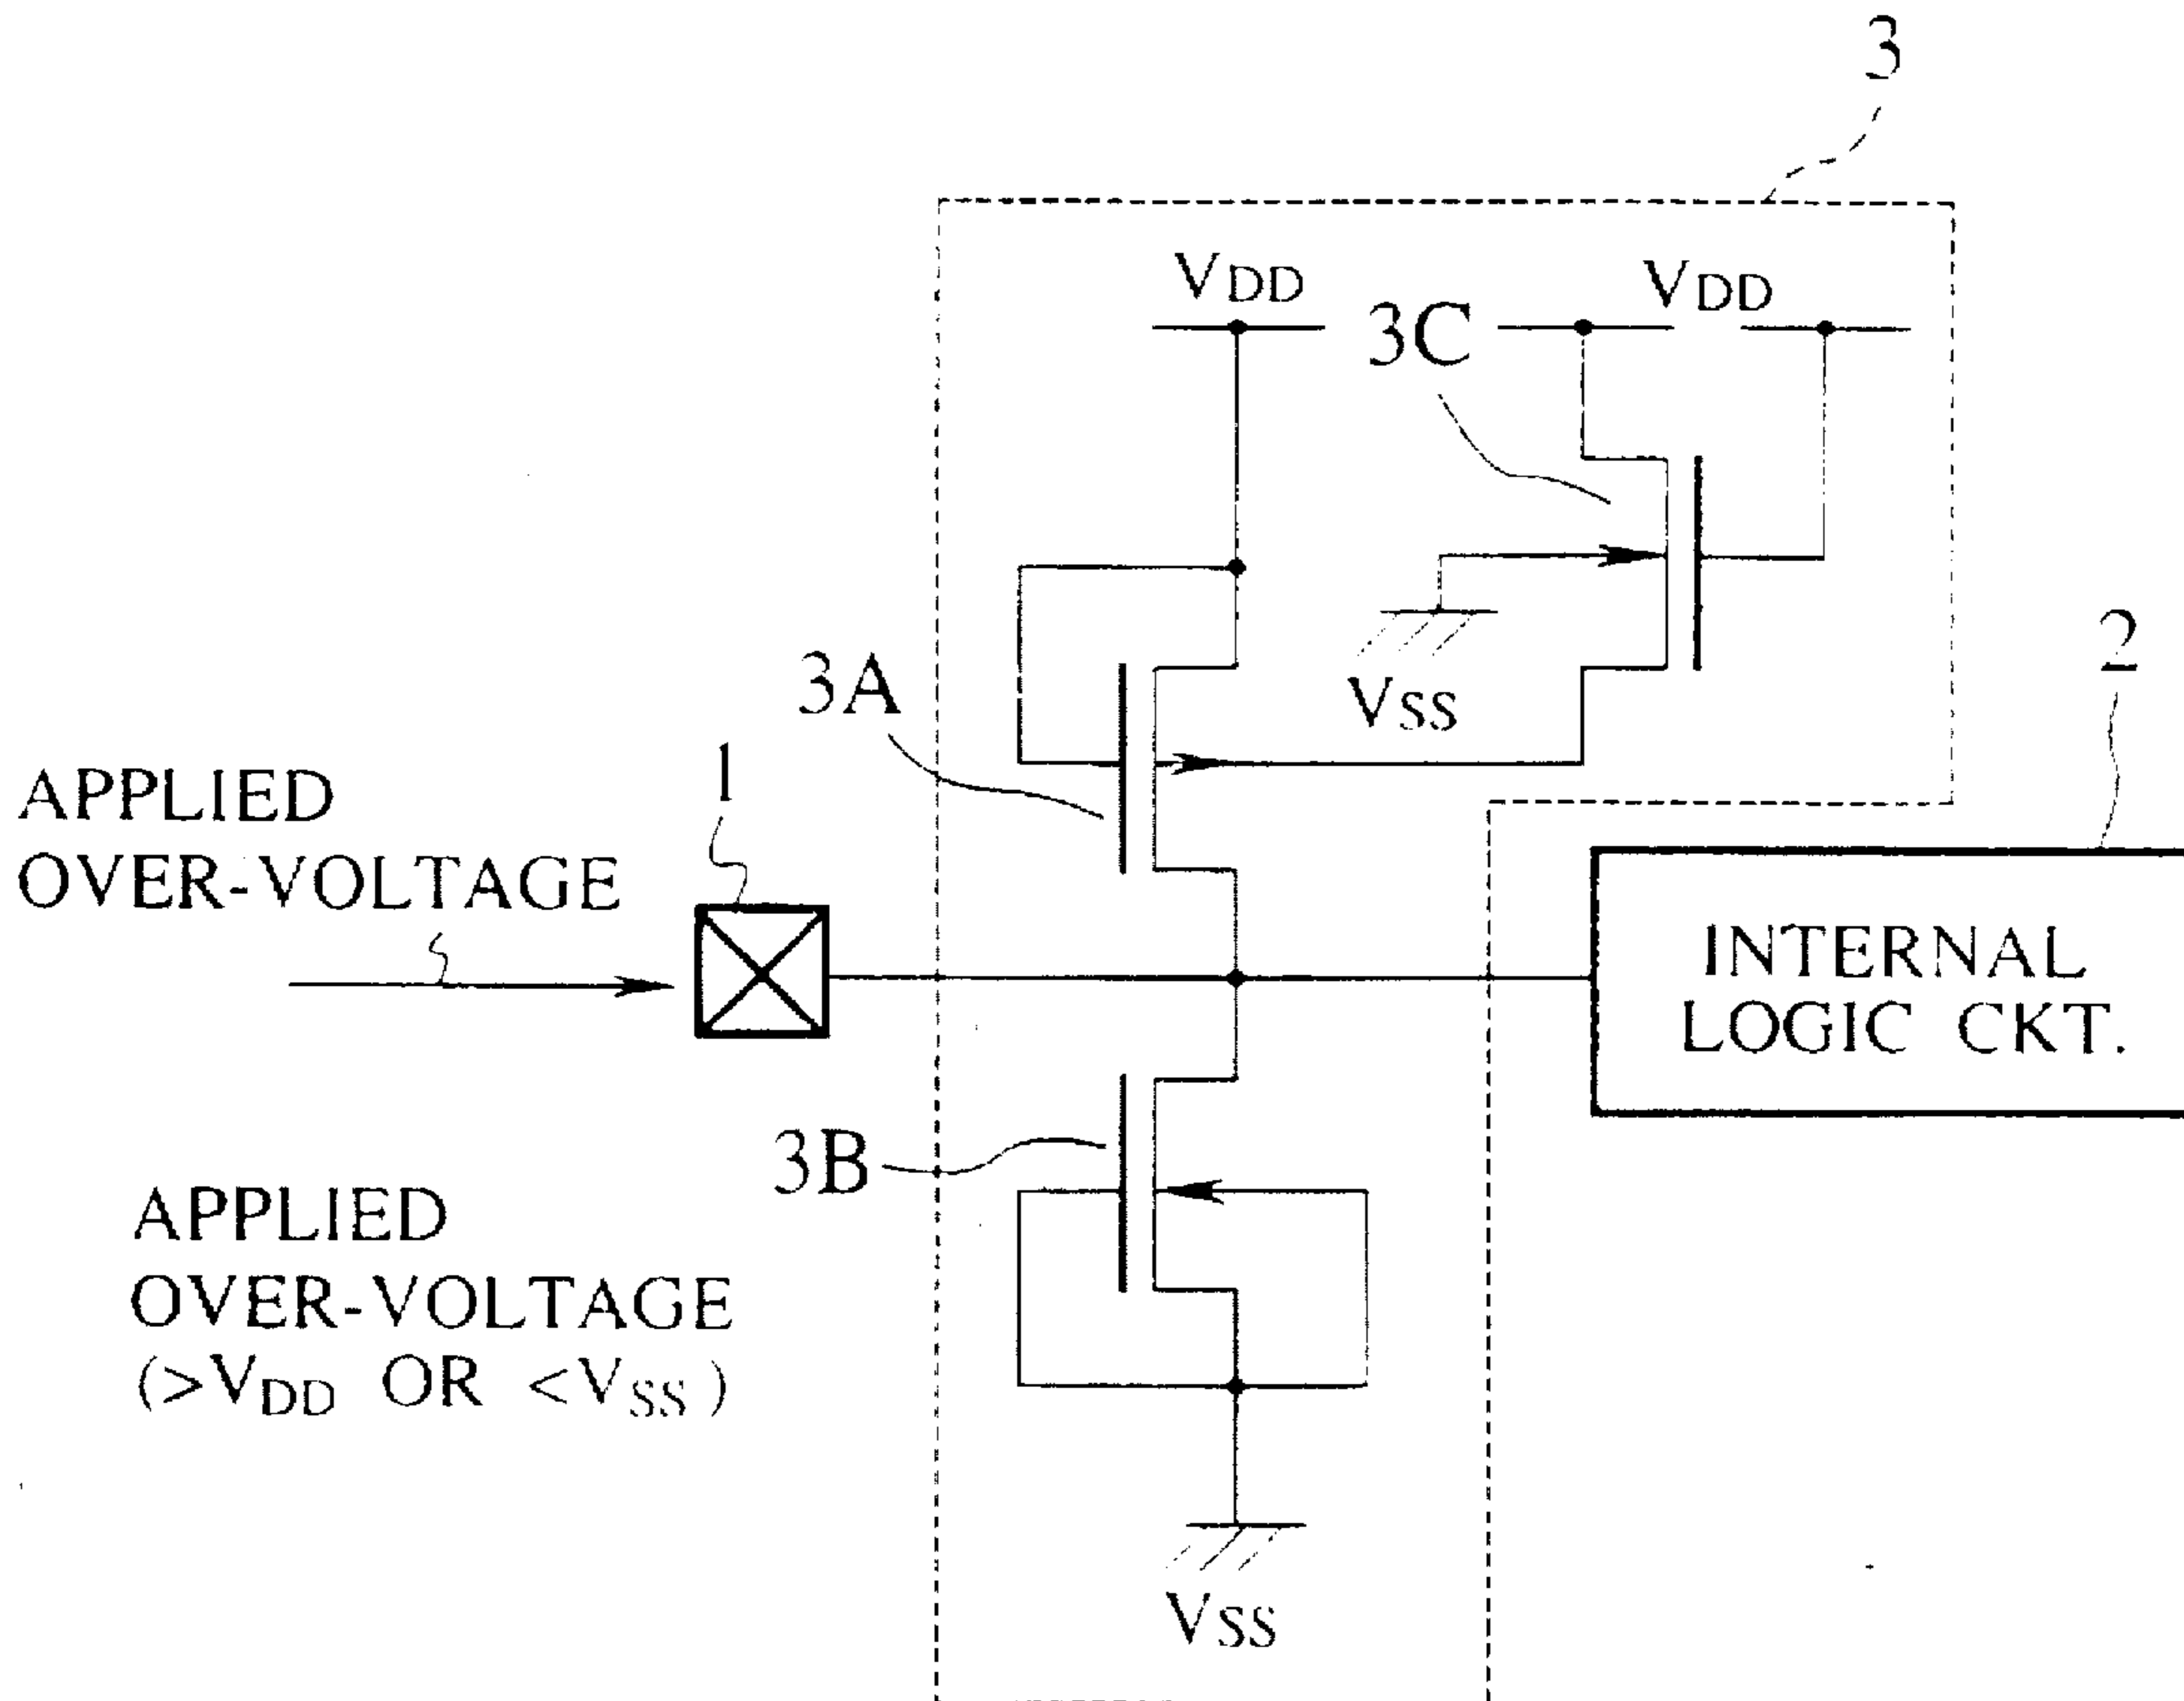 3
VDD
VDD
3C
VSS
2
3A
1
APPLIED
OVER-VOLTAGE
INTERNAL
LOGIC CKT.
3B
APPLIED
OVER-VOLTAGE
(>VDD OR <VSS)
VSS